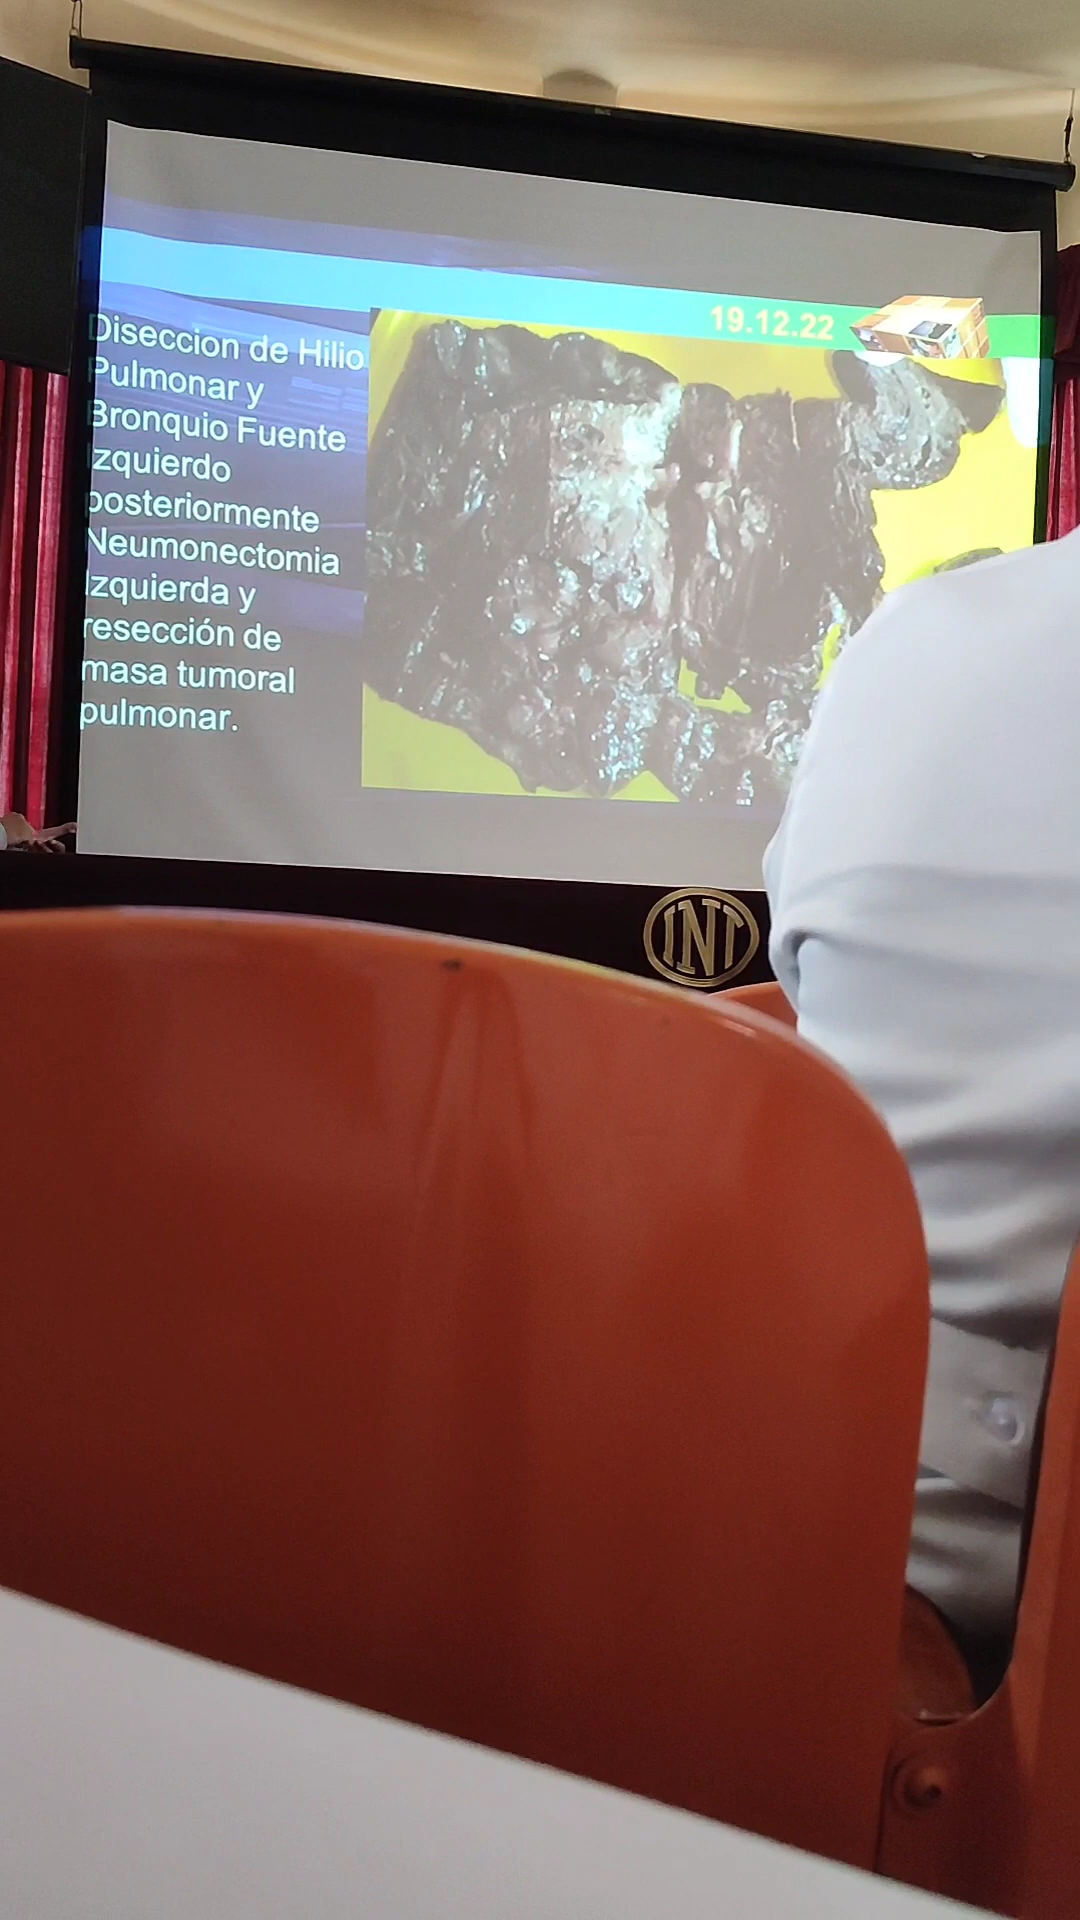 19.12.22
Diseccion de Hilio
Pulmonar y
Bronquio Fuente
Izquierdo
posteriormente
Neumonectomia
Izquierda y
resección de
masa tumoral
pulmonar.
INT